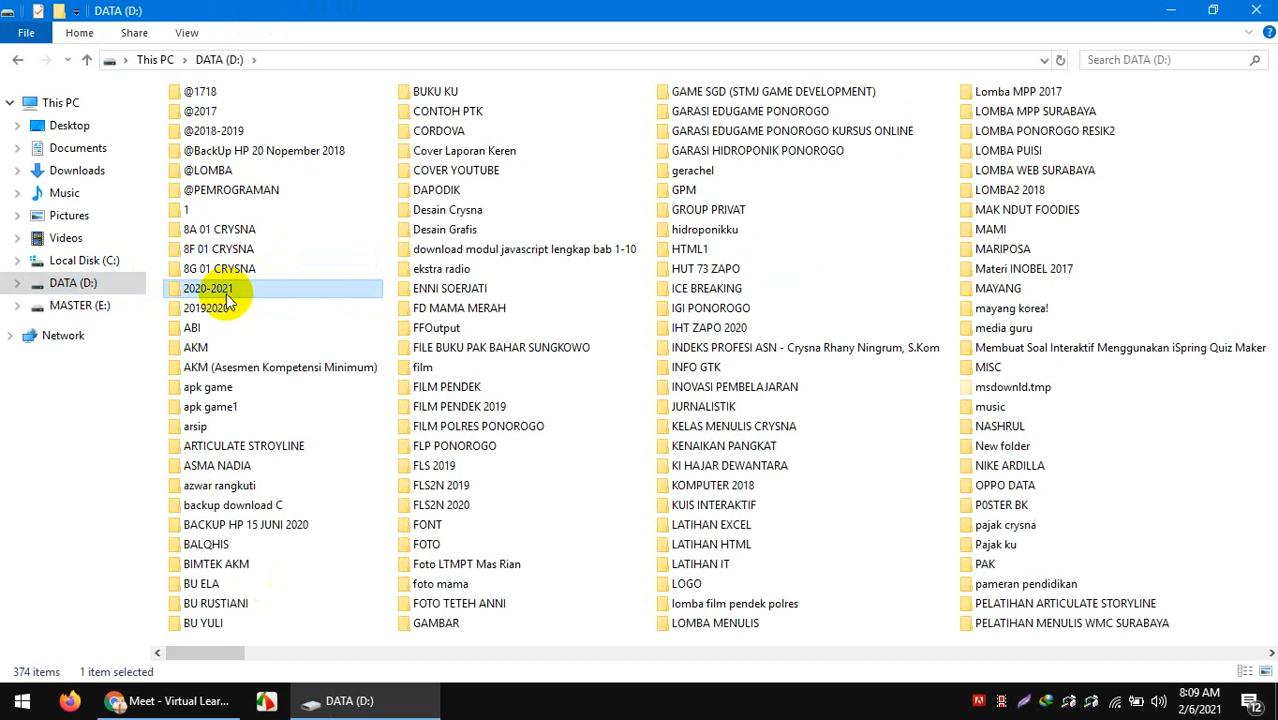 DATA (D:)
File Home Share View
This PC DATA (D:) Search DATA (D:)
This PC
Desktop
Documents
Downloads
Music
Pictures
Videos
Local Disk (C:)
DATA (D:)
MASTER (E:)
Network
@1718
@2017
@2018-2019
@BackUp HP 20 Nopember 2018
@LOMBA
@PEMROGRAMAN
1
8A 01 CRYSNA
8F 01 CRYSNA
8G 01 CRYSNA
2020-2021
20192020
ABI
AKM
AKM (Asesmen Kompetensi Minimum)
apk game
apk game1
arsip
ARTICULATE STROYLINE
ASMA NADIA
azwar rangkuti
backup download C
BACKUP HP 15 JUNI 2020
BALQHIS
BIMTEK AKM
BU ELA
BU RUSTIANI
BU YULI
BUKU KU
CONTOH PTK
CORDOVA
Cover Laporan Keren
COVER YOUTUBE
DAPODIK
Desain Crysna
Desain Grafis
download modul javascript lengkap bab 1-10
ekstra radio
ENNI SOERJATI
FD MAMA MERAH
FFOutput
FILE BUKU PAK BAHAR SUNGKOWO
film
FILM PENDEK
FILM PENDEK 2019
FILM POLRES PONOROGO
FLP PONOROGO
FLS 2019
FLS2N 2019
FLS2N 2020
FONT
FOTO
Foto LTMPT Mas Rian
foto mama
FOTO TETEH ANNI
GAMBAR
GAME SGD (STMJ GAME DEVELOPMENT)
GARASI EDUGAME PONOROGO
GARASI EDUGAME PONOROGO KURSUS ONLINE
GARASI HIDROPONIK PONOROGO
gerachel
GPM
GROUP PRIVAT
hidroponikku
HTML1
HUT 73 ZAPO
ICE BREAKING
IGI PONOROGO
IHT ZAPO 2020
INDEKS PROFESI ASN - Crysna Rhany Ningrum, S.Kom
INFO GTK
INOVASI PEMBELAJARAN
JURNALISTIK
KELAS MENULIS CRYSNA
KENAIKAN PANGKAT
KI HAJAR DEWANTARA
KOMPUTER 2018
KUIS INTERAKTIF
LATIHAN EXCEL
LATIHAN HTML
LATIHAN IT
LOGO
lomba film pendek polres
LOMBA MENULIS
Lomba MPP 2017
LOMBA MPP SURABAYA
LOMBA PONOROGO RESIK2
LOMBA PUISI
LOMBA WEB SURABAYA
LOMBA2 2018
MAK NDUT FOODIES
MAMI
MARIPOSA
Materi INOBEL 2017
MAYANG
mayang korea!
media guru
Membuat Soal Interaktif Menggunakan iSpring Quiz Maker
MISC
msdownld.tmp
music
NASHRUL
New folder
NIKE ARDILLA
OPPO DATA
P0STER BK
pajak crysna
Pajak ku
PAK
pameran pendidikan
PELATIHAN ARTICULATE STORYLINE
PELATIHAN MENULIS WMC SURABAYA
374 items 1 item selected
Meet - Virtual Lear... DATA (D:) 8:09 AM
2/6/2021
12